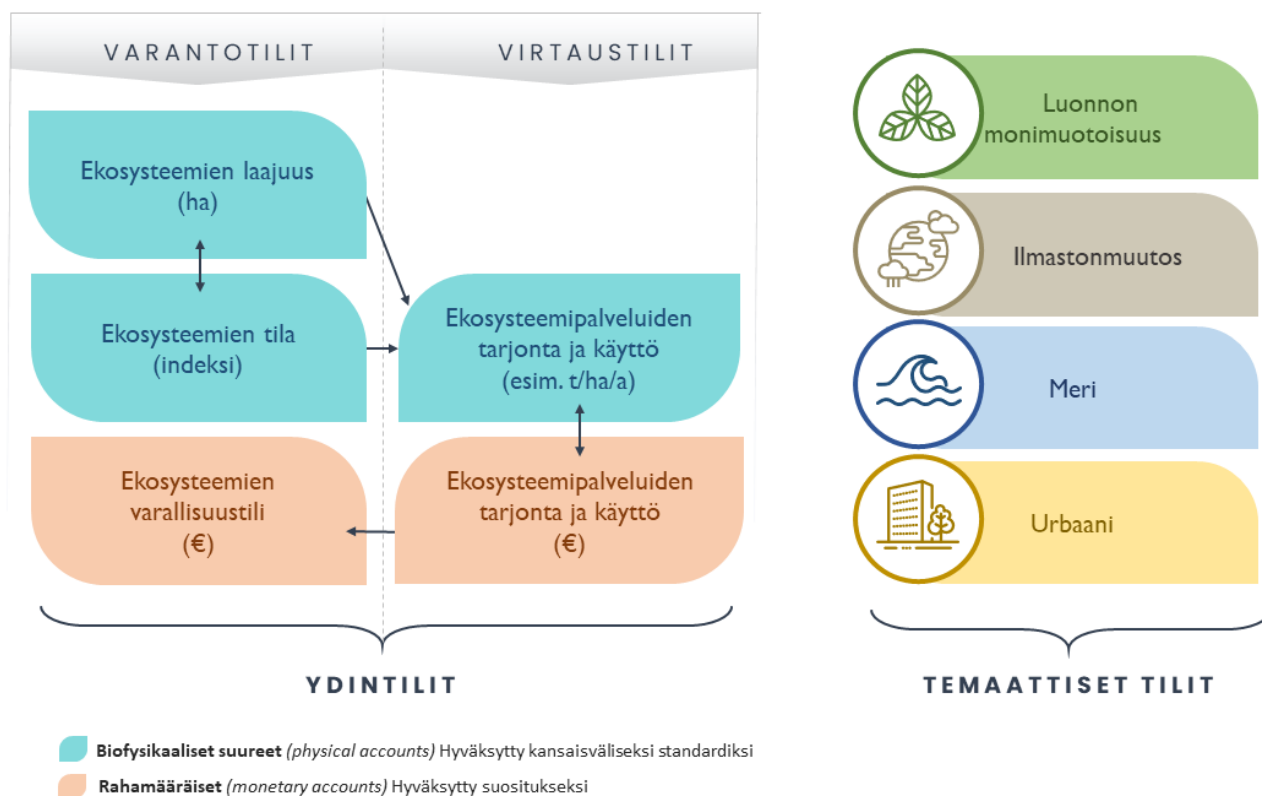 VARANTOTILIT
VIRTAUSTILIT
Ekosysteemien laajuus
(ha)
Ekosysteemien tila
(indeksi)
Ekosysteemipalveluiden
tarjonta ja käyttö
(esim. t/ha/a)
Ekosysteemien
varallisuustili
(€)
Ekosysteemipalveluiden
tarjonta ja käyttö
(€)
YDINTILIT
Luonnon
monimuotoisuus
Ilmastonmuutos
Meri
Urbaani
TEMAATTISET TILIT
Biofysikaaliset suureet (physical accounts) Hyväksytty kansainväliseksi standardiksi
Rahamääräiset (monetary accounts) Hyväksytty suositukseksi